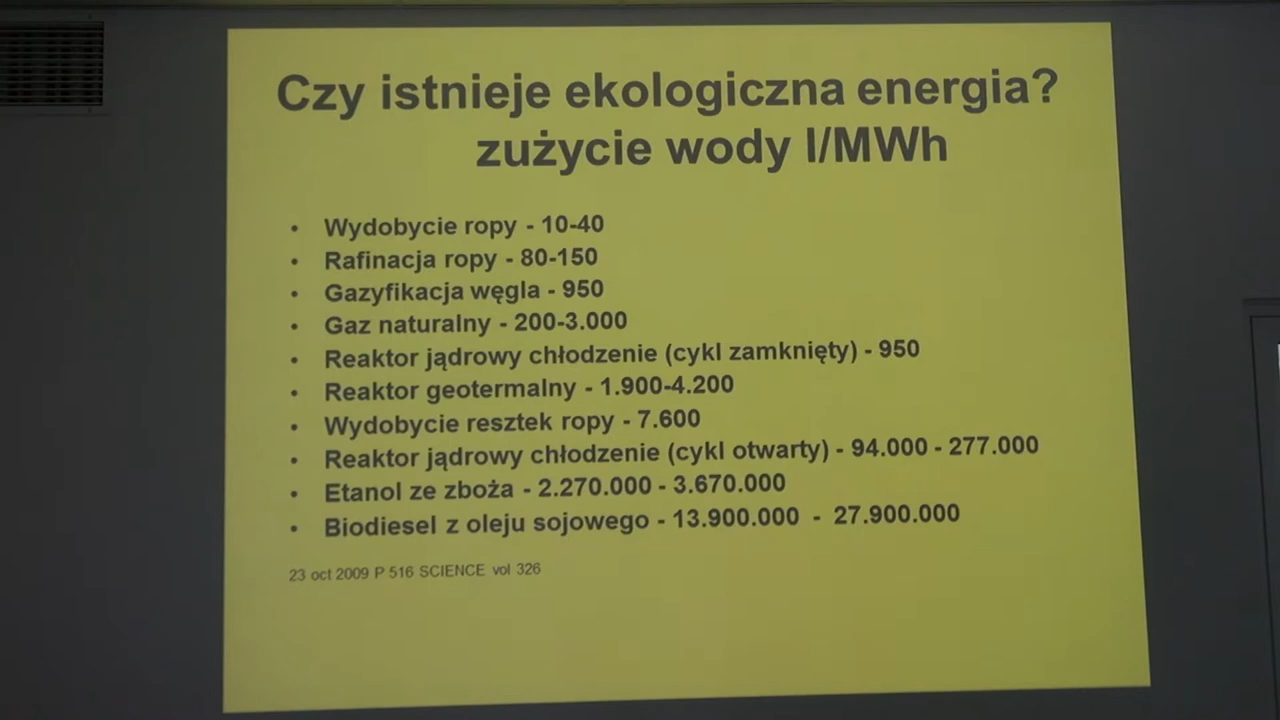 Czy istnieje ekologiczna energia?
zużycie wody l/MWh
• Wydobycie ropy - 10-40
• Rafinacja ropy - 80-150
• Gazyfikacja węgla - 950
• Gaz naturalny - 200-3.000
• Reaktor jądrowy chłodzenie (cykl zamknięty) - 950
• Reaktor geotermalny - 1.900-4.200
• Wydobycie resztek ropy - 7.600
• Reaktor jądrowy chłodzenie (cykl otwarty) - 94.000 - 277.000
• Etanol ze zboża - 2.270.000 - 3.670.000
• Biodiesel z oleju sojowego - 13.900.000 - 27.900.000
23 oct 2009 P 516 SCIENCE vol 326